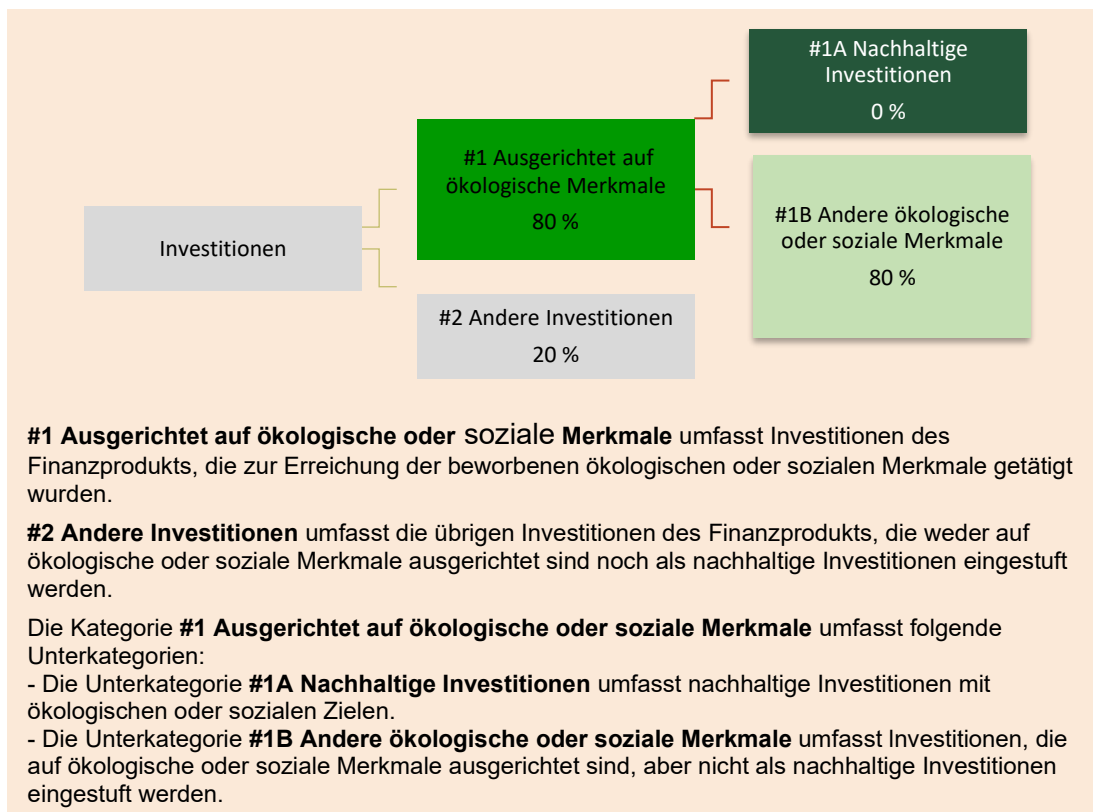 #1A Nachhaltige
Investitionen
0 %
#1 Ausgerichtet auf
ökologische Merkmale
80 %
#1B Andere ökologische
oder soziale Merkmale
80 %
Investitionen
#2 Andere Investitionen
20 %
#1 Ausgerichtet auf ökologische oder soziale Merkmale umfasst Investitionen des
Finanzprodukts, die zur Erreichung der beworbenen ökologischen oder sozialen Merkmale getätigt
wurden.
#2 Andere Investitionen umfasst die übrigen Investitionen des Finanzprodukts, die weder auf
ökologische oder soziale Merkmale ausgerichtet sind noch als nachhaltige Investitionen eingestuft
werden.
Die Kategorie #1 Ausgerichtet auf ökologische oder soziale Merkmale umfasst folgende
Unterkategorien:
- Die Unterkategorie #1A Nachhaltige Investitionen umfasst nachhaltige Investitionen mit
ökologischen oder sozialen Zielen.
- Die Unterkategorie #1B Andere ökologische oder soziale Merkmale umfasst Investitionen, die
auf ökologische oder soziale Merkmale ausgerichtet sind, aber nicht als nachhaltige Investitionen
eingestuft werden.